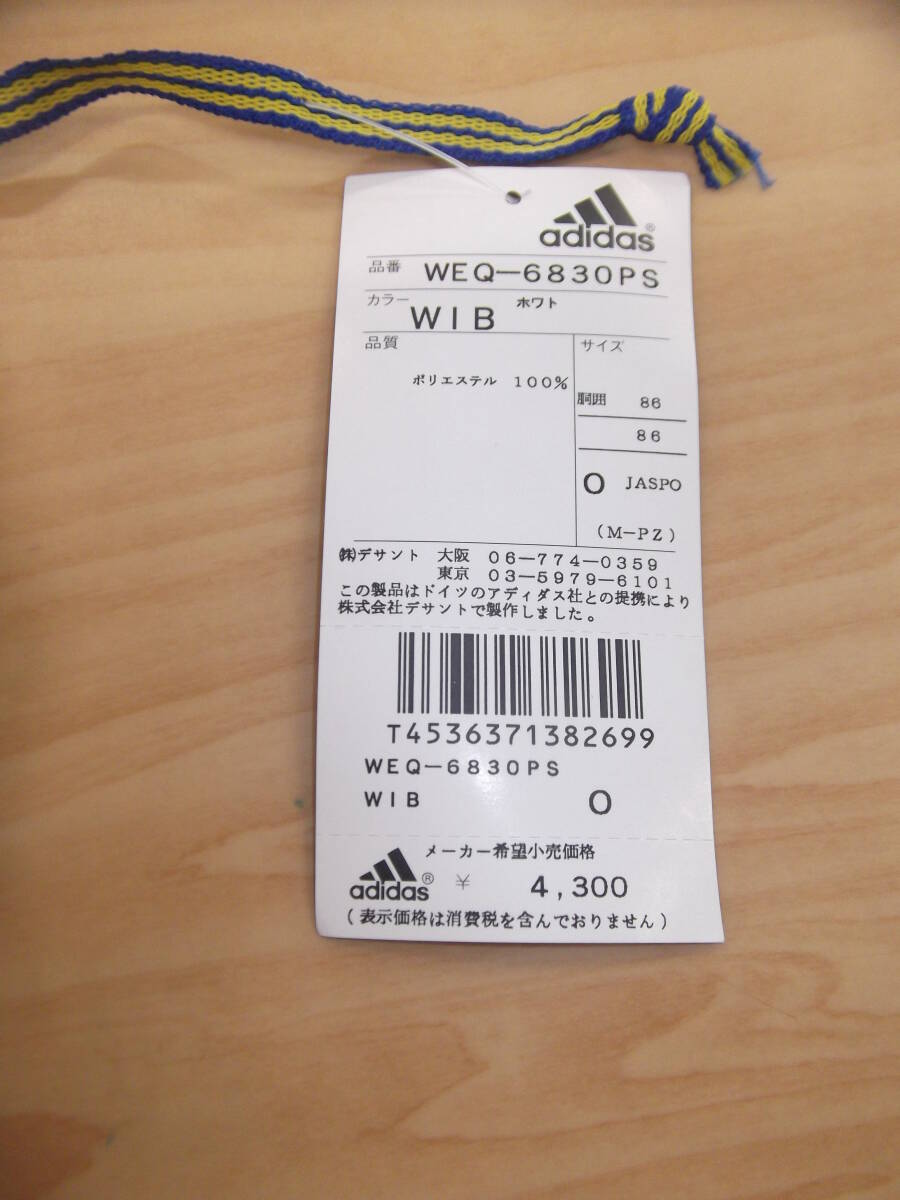 adidas®
品番 WEQ-6830PS
カラー WIB ホワト
品質
ポリエステル 100%
サイズ
胴囲 86
86
O JASPO
(M-PZ)
㈱デサント 大阪 06-774-0359
東京 03-5979-6101
この製品はドイツのアディダス社との提携により
株式会社デサントで製作しました。
T4536371382699
WEQ-6830PS
WIB O
メーカー希望小売価格
adidas® ¥ 4,300
(表示価格は消費税を含んでおりません)